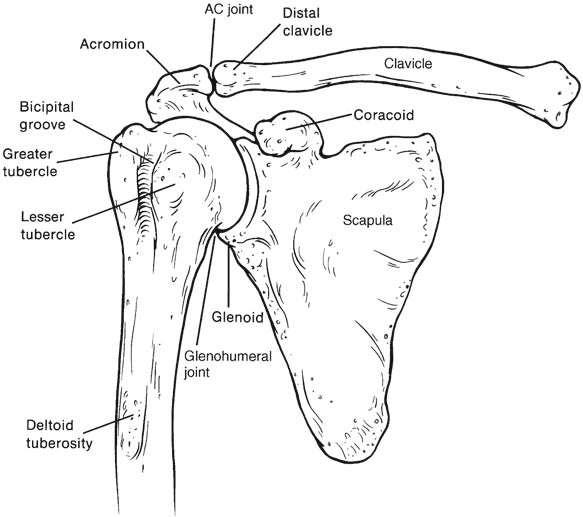 AC joint
Distal
clavicle
Acromion
Clavicle
Bicipital
groove
Coracoid
Greater
tubercle
Lesser
tubercle
Scapula
Glenoid
Glenohumeral
joint
Deltoid
tuberosity